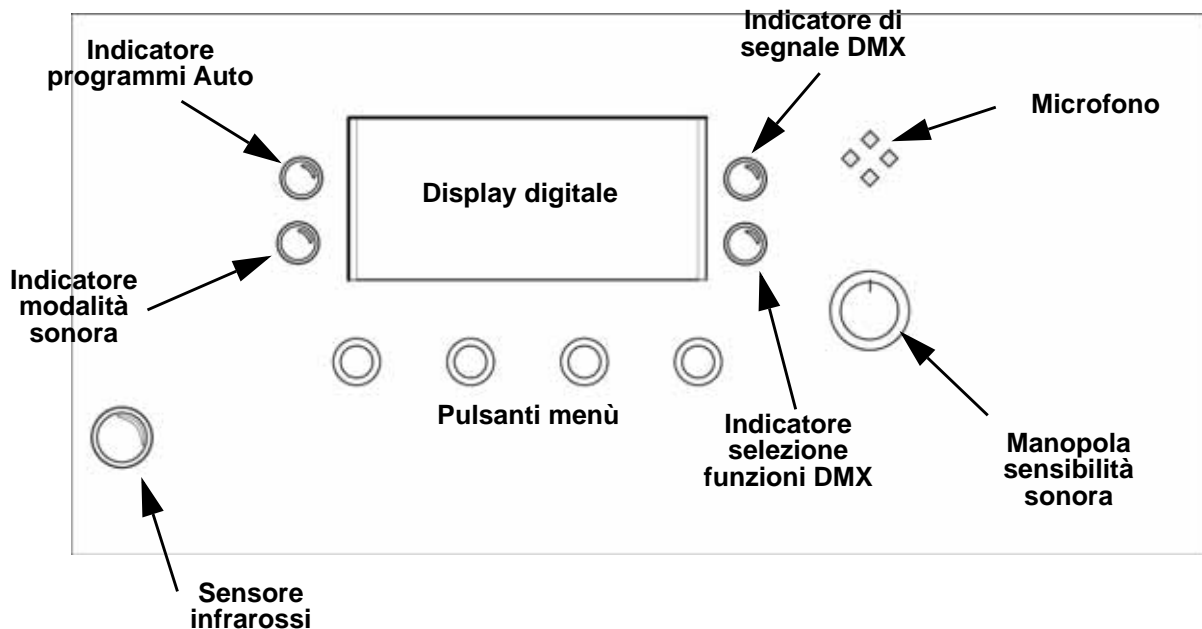 Indicatore
programmi Auto
Indicatore di
segnale DMX
Microfono
Display digitale
Indicatore
modalità
sonora
Pulsanti menù
Indicatore
selezione
funzioni DMX
Manopola
sensibilità
sonora
Sensore
infrarossi